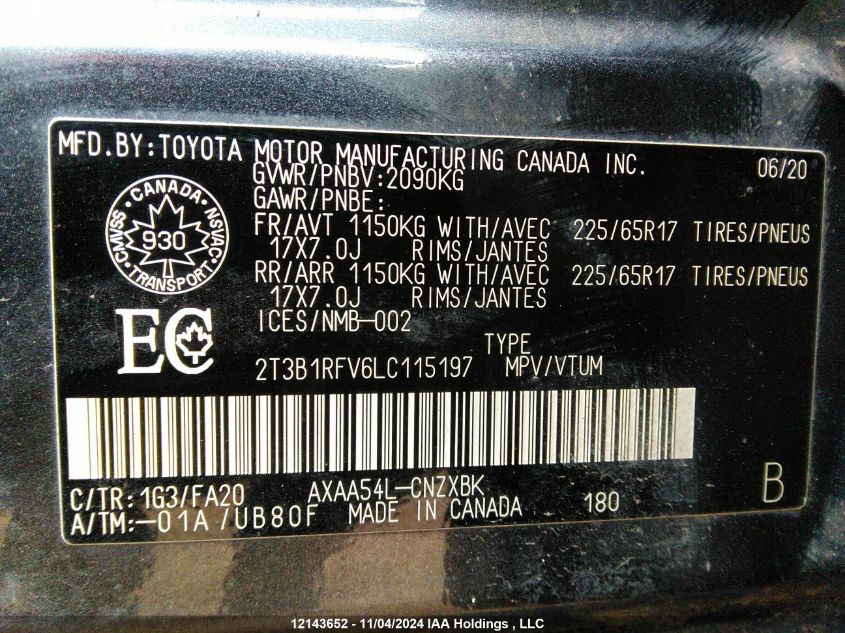 MFD.BY:TOYOTA MOTOR MANUFACTURING CANADA INC. 06/20
GVWR/PNBV:2090KG
GAWR/PNBE:
FR/AVT 1150KG WITH/AVEC 225/65R17 TIRES/PNEUS
17X7.0J RIMS/JANTES
RR/ARR 1150KG WITH/AVEC 225/65R17 TIRES/PNEUS
17X7.0J RIMS/JANTES
ICES/NMB-002
CANADA
CMVSS
NSVAC
930
TRANSPORT
EC
TYPE
2T3B1RFV6LC115197 MPV/VTUM
C/TR:1G3/FA20 AXAA54L-CNZXBK
A/TM:-01A/UB80F MADE IN CANADA 180
B
12143652 - 11/04/2024 IAA Holdings , LLC